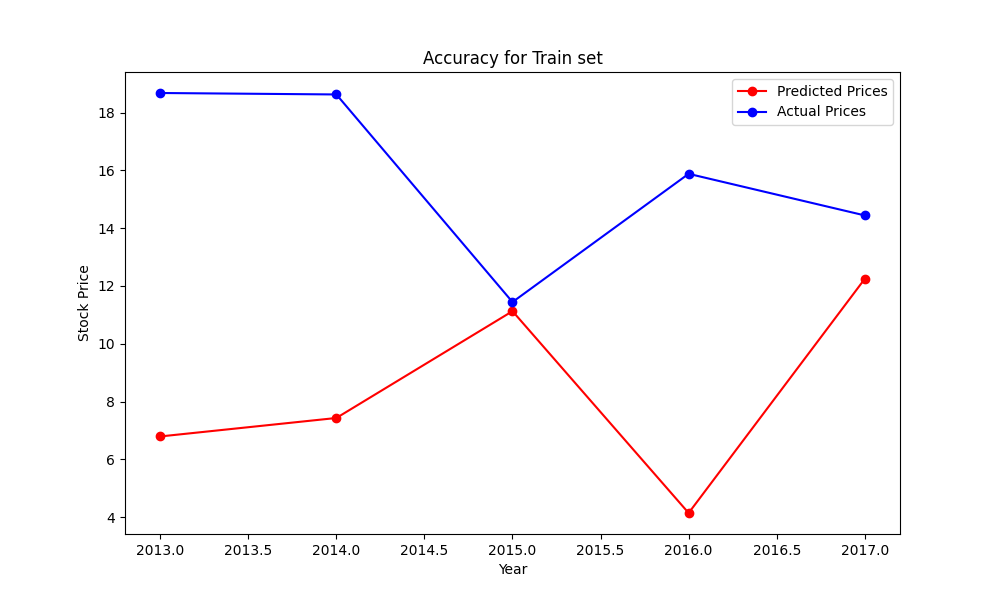 Accuracy for Train set
Predicted Prices
Actual Prices
Stock Price
18
16
14
12
10
8
6
4
2013.0 2013.5 2014.0 2014.5 2015.0 2015.5 2016.0 2016.5 2017.0
Year